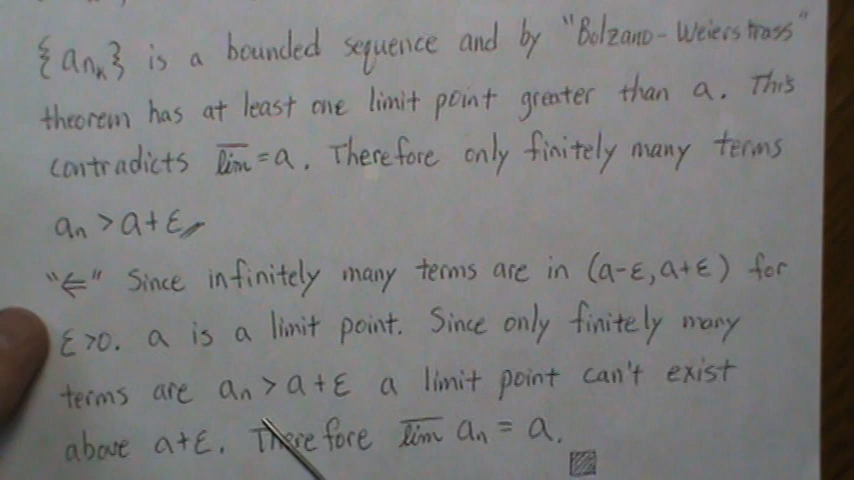 {a_{n_k}} is a bounded sequence and by "Bolzano-Weierstrass"
theorem has at least one limit point greater than a. This
contradicts \overline{lim} = a. Therefore only finitely many terms
a_n > a+ε
"⇐" Since infinitely many terms are in (a-ε, a+ε) for
ε>0. a is a limit point. Since only finitely many
terms are a_n > a+ε a limit point can't exist
above a+ε. Therefore \overline{lim} a_n = a.